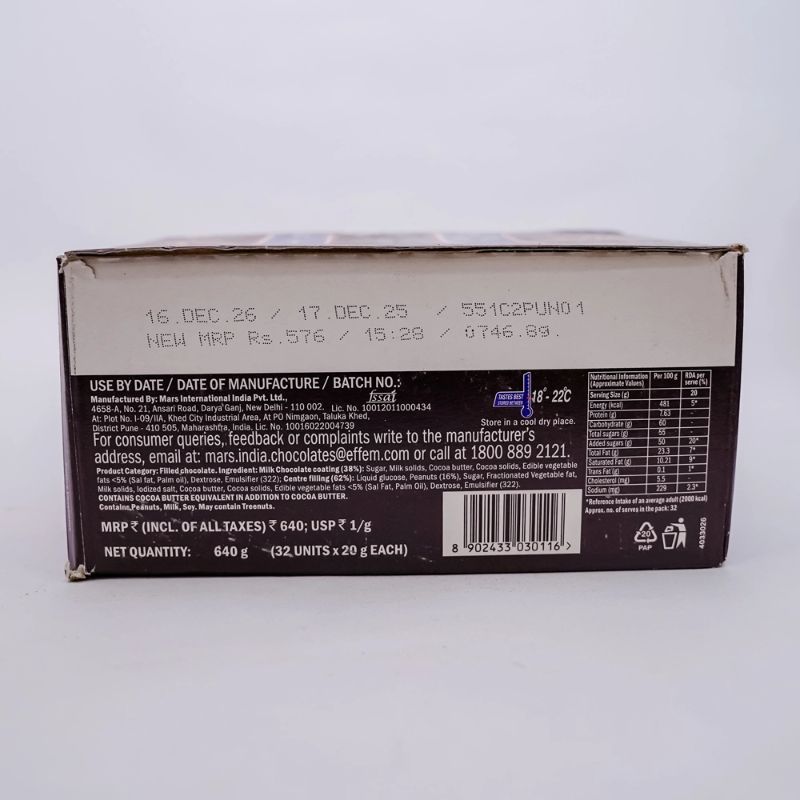 16.DEC.26 / 17.DEC.25 / 551C2PUN01
NEW MRP Rs.576 / 15:28 / 0746.89.
USE BY DATE / DATE OF MANUFACTURE / BATCH NO.:
Manufactured By: Mars International India Pvt. Ltd.,
4658-A, No. 21, Ansari Road, Darya Ganj, New Delhi - 110 002. Lic. No. 10012011000434
At: Plot No. I-09/IIA, Khed City Industrial Area, At PO Nimgaon, Taluka Khed,
District Pune - 410 505, Maharashtra, India. Lic. No. 10016022004739
fssai
TASTES BEST
STORED BETWEEN
18°- 22°C
Store in a cool dry place.
For consumer queries, feedback or complaints write to the manufacturer's
address, email at: mars.india.chocolates@effem.com or call at 1800 889 2121.
Product Category: Filled chocolate. Ingredient: Milk Chocolate coating (38%): Sugar, Milk solids, Cocoa butter, Cocoa solids, Edible vegetable
fats <5% (Sal fat, Palm oil), Dextrose, Emulsifier (322); Centre filling (62%): Liquid glucose, Peanuts (16%), Sugar, Fractionated Vegetable fat,
Milk solids, Iodized salt, Cocoa butter, Cocoa solids, Edible vegetable fats <5% (Sal Fat, Palm Oil), Dextrose, Emulsifier (322).
CONTAINS COCOA BUTTER EQUIVALENT IN ADDITION TO COCOA BUTTER.
Contains Peanuts, Milk, Soy. May contain Treenuts.
MRP ₹ (INCL. OF ALL TAXES) ₹ 640; USP ₹ 1/g
NET QUANTITY: 640 g (32 UNITS x 20 g EACH)
8 902433 030116 >
Nutritional Information (Approximate Values) Per 100 g RDA per serve (%)
Serving Size (g) 20
Energy (kcal) 481 5*
Protein (g) 7.63
Carbohydrate (g) 60 -
Total sugars (g) 55 -
Added sugars (g) 50 20*
Total Fat (g) 23.3 7*
Saturated Fat (g) 10.21 9*
Trans Fat (g) 0.1 1*
Cholesterol (mg) 5.5
Sodium (mg) 229 2.3*
*Reference Intake of an average adult (2000 kcal)
Approx. no. of serves in the pack: 32
20
PAP
4033026